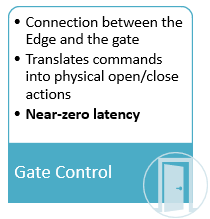 • Connection between the
Edge and the gate
• Translates commands
into physical open/close
actions
• Near-zero latency
Gate Control